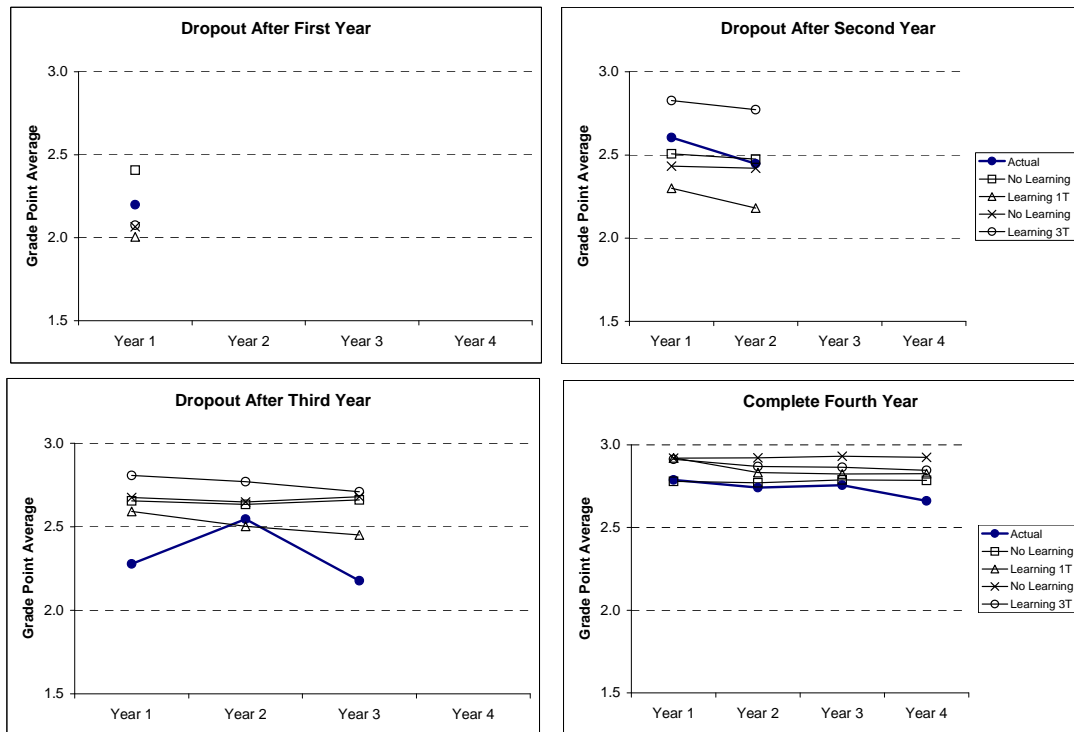 Dropout After First Year
Grade Point Average
3.0
2.5
2.0
1.5
Year 1 Year 2 Year 3 Year 4
Dropout After Second Year
Grade Point Average
3.0
2.5
2.0
1.5
Year 1 Year 2 Year 3 Year 4
Actual
No Learning
Learning 1T
No Learning
Learning 3T
Dropout After Third Year
Grade Point Average
3.0
2.5
2.0
1.5
Year 1 Year 2 Year 3 Year 4
Complete Fourth Year
Grade Point Average
3.0
2.5
2.0
1.5
Year 1 Year 2 Year 3 Year 4
Actual
No Learning
Learning 1T
No Learning
Learning 3T